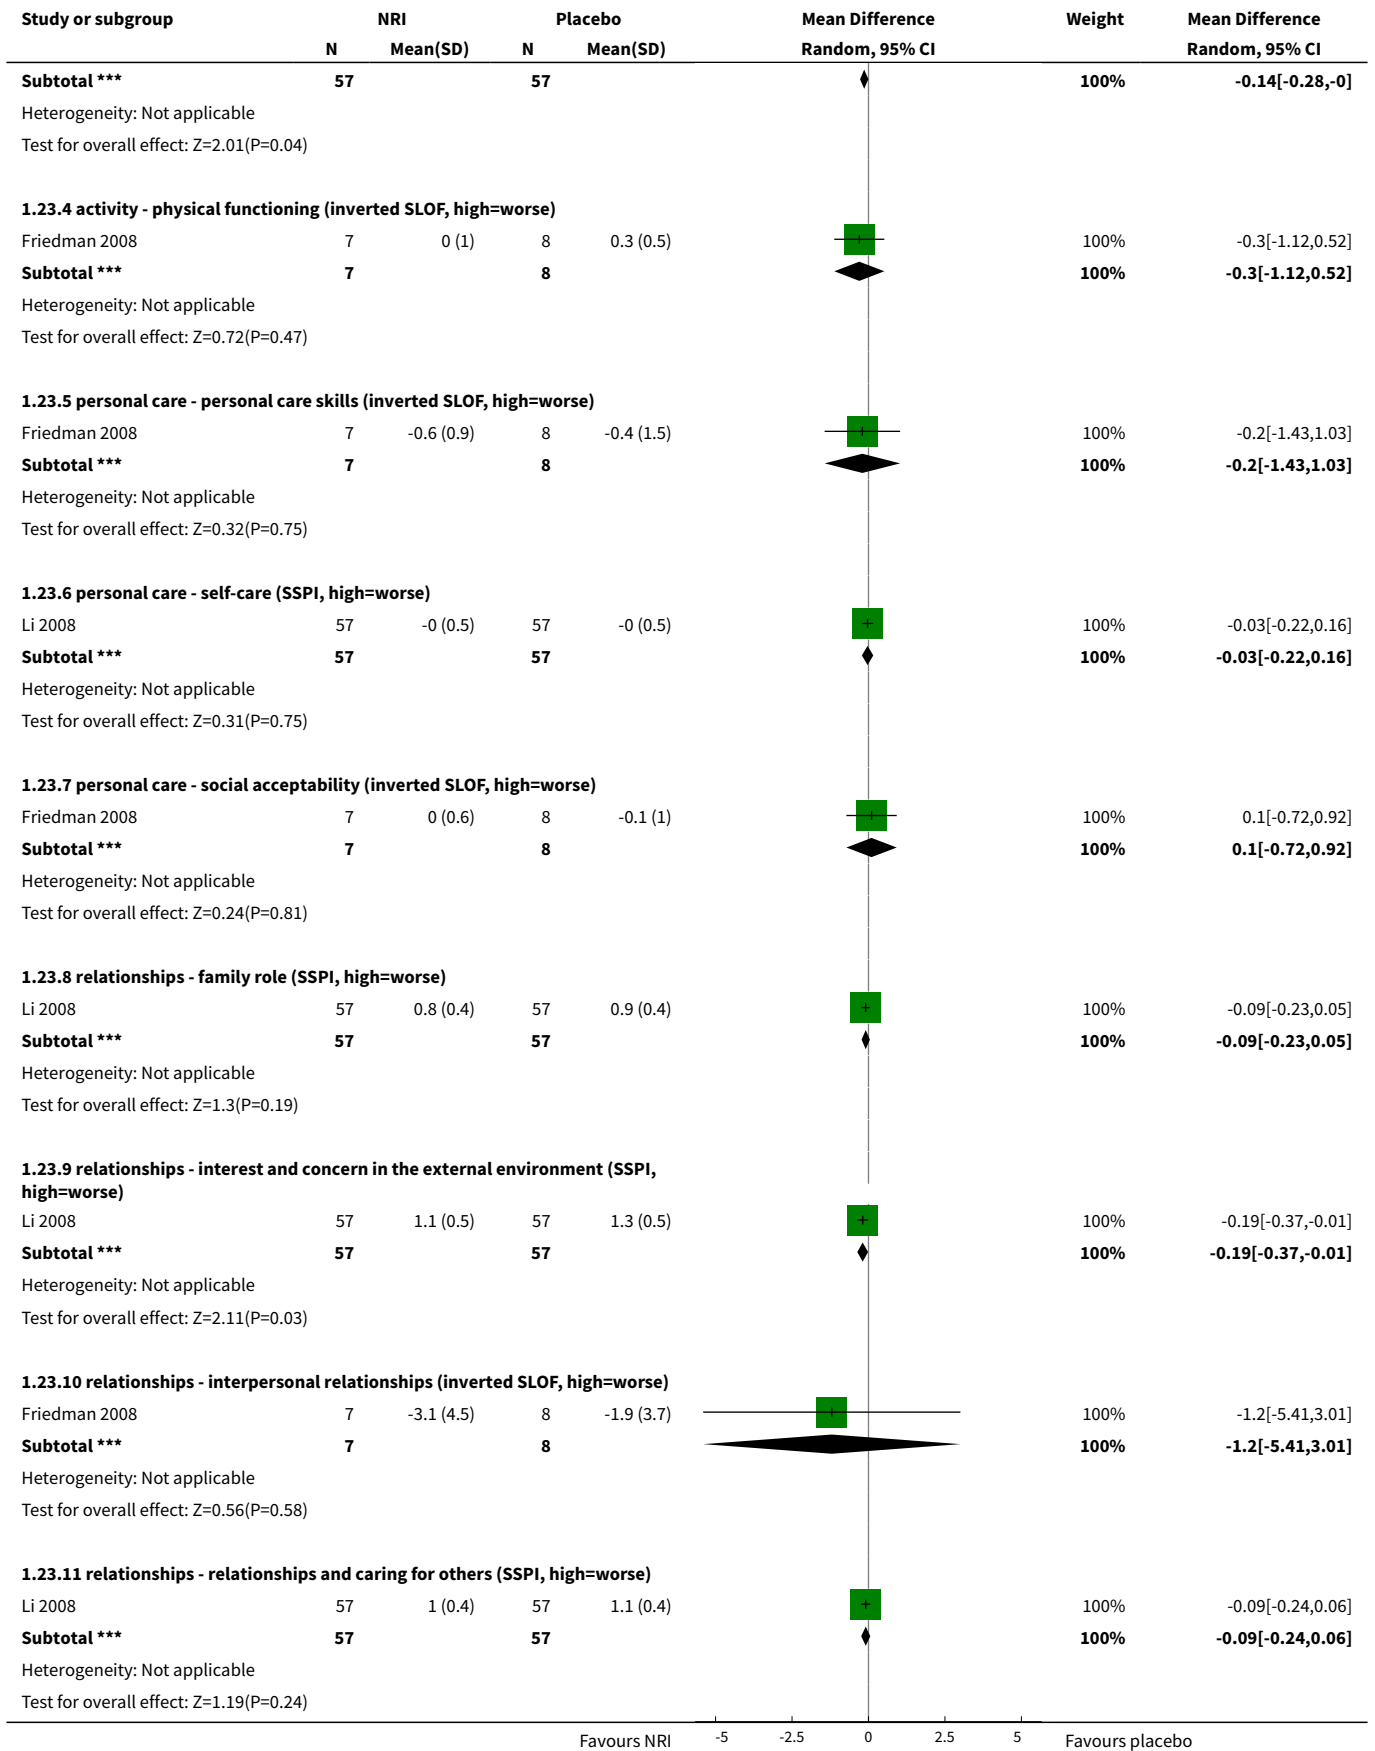 Study or subgroup NRI Placebo Mean Difference Weight Mean Difference
N Mean(SD) N Mean(SD) Random, 95% CI Random, 95% CI
Subtotal *** 57 57 100% -0.14[-0.28,-0]
Heterogeneity: Not applicable
Test for overall effect: Z=2.01(P=0.04)
1.23.4 activity - physical functioning (inverted SLOF, high=worse)
Friedman 2008 7 0 (1) 8 0.3 (0.5) 100% -0.3[-1.12,0.52]
Subtotal *** 7 8 100% -0.3[-1.12,0.52]
Heterogeneity: Not applicable
Test for overall effect: Z=0.72(P=0.47)
1.23.5 personal care - personal care skills (inverted SLOF, high=worse)
Friedman 2008 7 -0.6 (0.9) 8 -0.4 (1.5) 100% -0.2[-1.43,1.03]
Subtotal *** 7 8 100% -0.2[-1.43,1.03]
Heterogeneity: Not applicable
Test for overall effect: Z=0.32(P=0.75)
1.23.6 personal care - self-care (SSPI, high=worse)
Li 2008 57 -0 (0.5) 57 -0 (0.5) 100% -0.03[-0.22,0.16]
Subtotal *** 57 57 100% -0.03[-0.22,0.16]
Heterogeneity: Not applicable
Test for overall effect: Z=0.31(P=0.75)
1.23.7 personal care - social acceptability (inverted SLOF, high=worse)
Friedman 2008 7 0 (0.6) 8 -0.1 (1) 100% 0.1[-0.72,0.92]
Subtotal *** 7 8 100% 0.1[-0.72,0.92]
Heterogeneity: Not applicable
Test for overall effect: Z=0.24(P=0.81)
1.23.8 relationships - family role (SSPI, high=worse)
Li 2008 57 0.8 (0.4) 57 0.9 (0.4) 100% -0.09[-0.23,0.05]
Subtotal *** 57 57 100% -0.09[-0.23,0.05]
Heterogeneity: Not applicable
Test for overall effect: Z=1.3(P=0.19)
1.23.9 relationships - interest and concern in the external environment (SSPI,
high=worse)
Li 2008 57 1.1 (0.5) 57 1.3 (0.5) 100% -0.19[-0.37,-0.01]
Subtotal *** 57 57 100% -0.19[-0.37,-0.01]
Heterogeneity: Not applicable
Test for overall effect: Z=2.11(P=0.03)
1.23.10 relationships - interpersonal relationships (inverted SLOF, high=worse)
Friedman 2008 7 -3.1 (4.5) 8 -1.9 (3.7) 100% -1.2[-5.41,3.01]
Subtotal *** 7 8 100% -1.2[-5.41,3.01]
Heterogeneity: Not applicable
Test for overall effect: Z=0.56(P=0.58)
1.23.11 relationships - relationships and caring for others (SSPI, high=worse)
Li 2008 57 1 (0.4) 57 1.1 (0.4) 100% -0.09[-0.24,0.06]
Subtotal *** 57 57 100% -0.09[-0.24,0.06]
Heterogeneity: Not applicable
Test for overall effect: Z=1.19(P=0.24)
Favours NRI -5 -2.5 0 2.5 5 Favours placebo